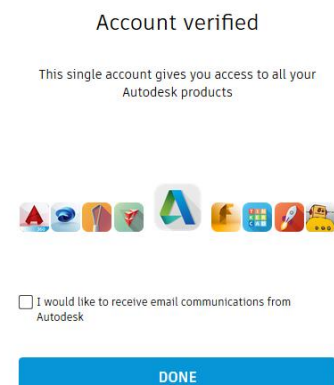 Account verified
This single account gives you access to all your
Autodesk products
I would like to receive email communications from
Autodesk
DONE